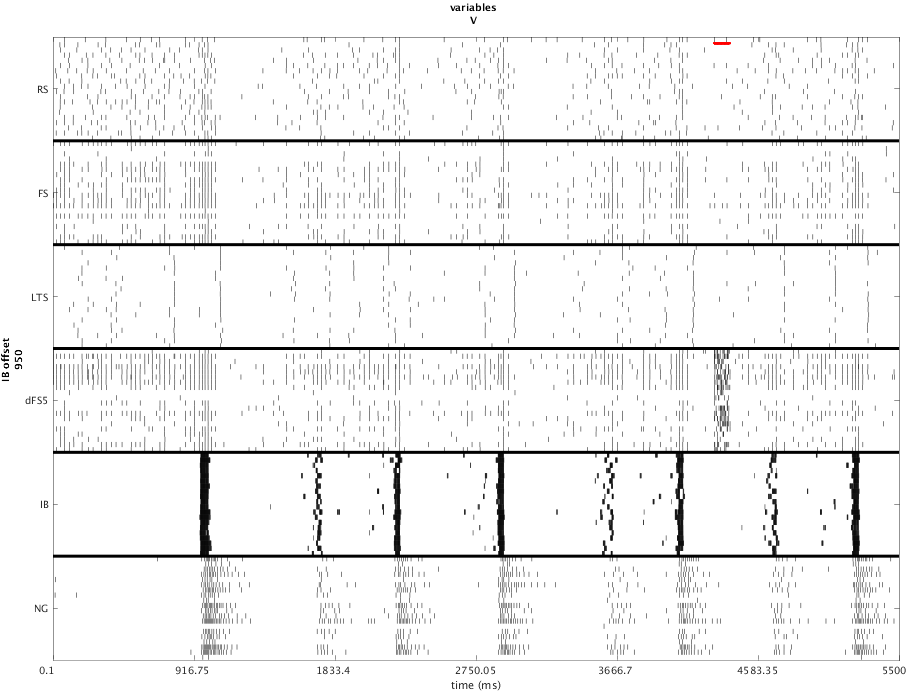 variables
V
RS
FS
LTS
dFS5
IB
NG
IB offset
950
0.1 916.75 1833.4 2750.05 3666.7 4583.35 5500
time (ms)